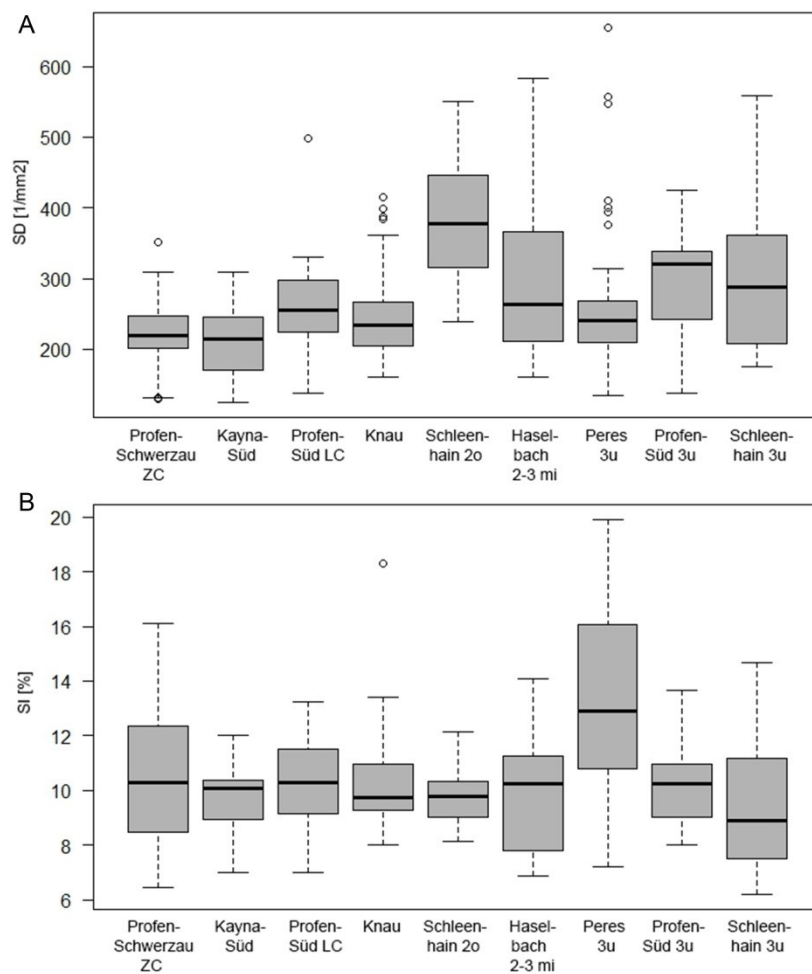 A
SD [1/mm2]
600
500
400
300
200
Profen-
Schwerzau
ZC
Kayna-
Süd
Profen-
Süd LC
Knau
Schleen-
hain 2o
Hasel-
bach
2-3 mi
Peres
3u
Profen-
Süd 3u
Schleen-
hain 3u
B
SI [%]
20
18
16
14
12
10
8
6
Profen-
Schwerzau
ZC
Kayna-
Süd
Profen-
Süd LC
Knau
Schleen-
hain 2o
Hasel-
bach
2-3 mi
Peres
3u
Profen-
Süd 3u
Schleen-
hain 3u